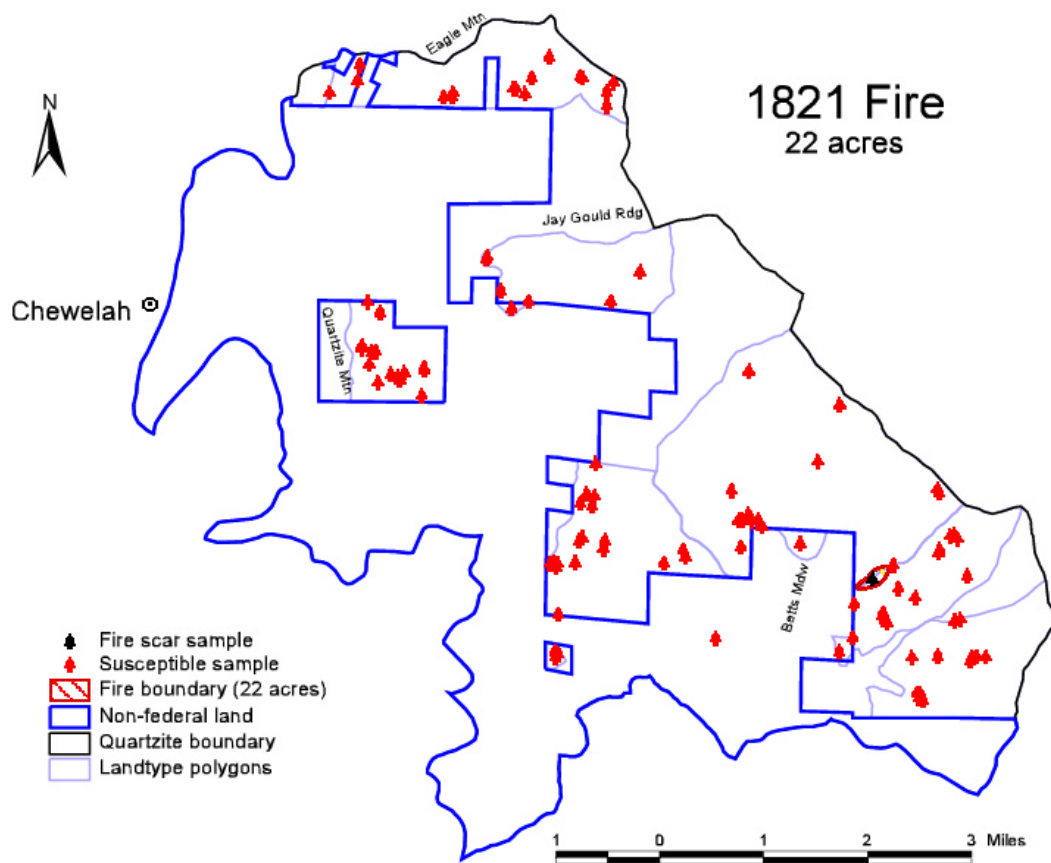 Eagle Mtn
N
1821 Fire
22 acres
Jay Gould Rdg
Chewelah
Quartzite Mtn
Betts Mdw
Fire scar sample
Susceptible sample
Fire boundary (22 acres)
Non-federal land
Quartzite boundary
Landtype polygons
1 0 1 2 3 Miles